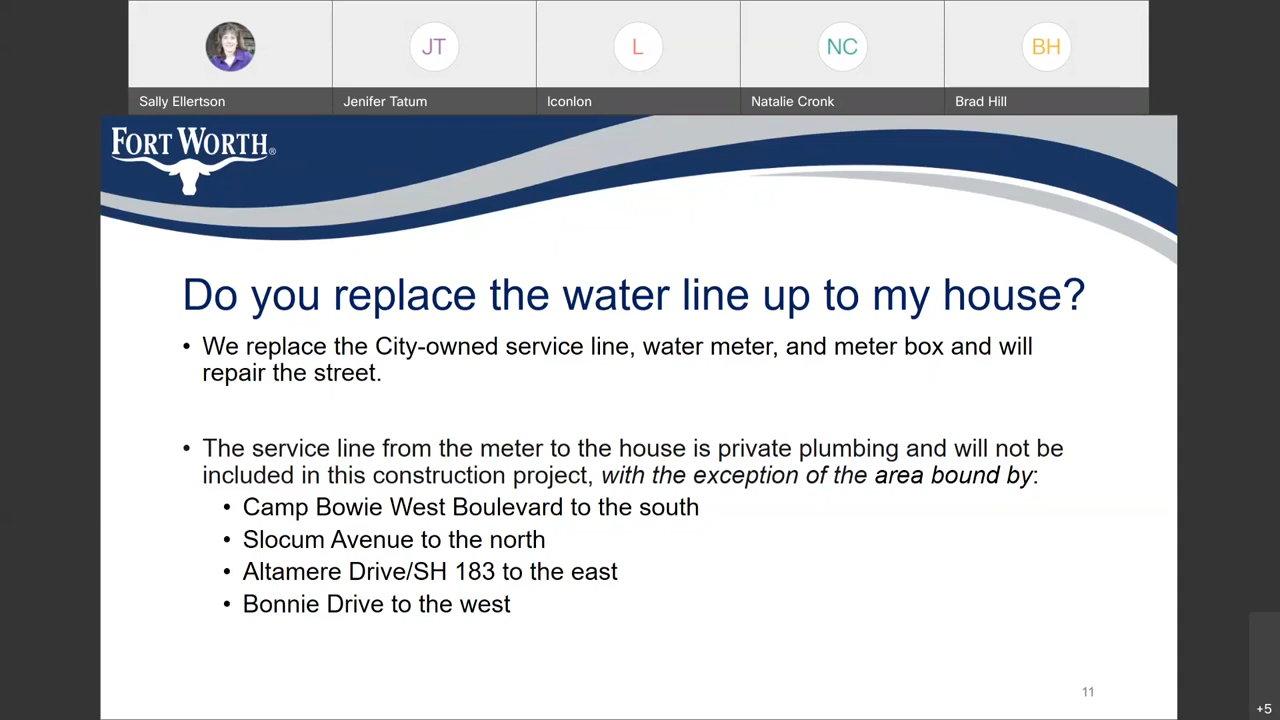 JT
L
NC
BH
Sally Ellertson
Jenifer Tatum
Iconlon
Natalie Cronk
Brad Hill
FORT WORTH®
Do you replace the water line up to my house?
• We replace the City-owned service line, water meter, and meter box and will
repair the street.
• The service line from the meter to the house is private plumbing and will not be
included in this construction project, with the exception of the area bound by:
• Camp Bowie West Boulevard to the south
• Slocum Avenue to the north
• Altamere Drive/SH 183 to the east
• Bonnie Drive to the west
11
+5